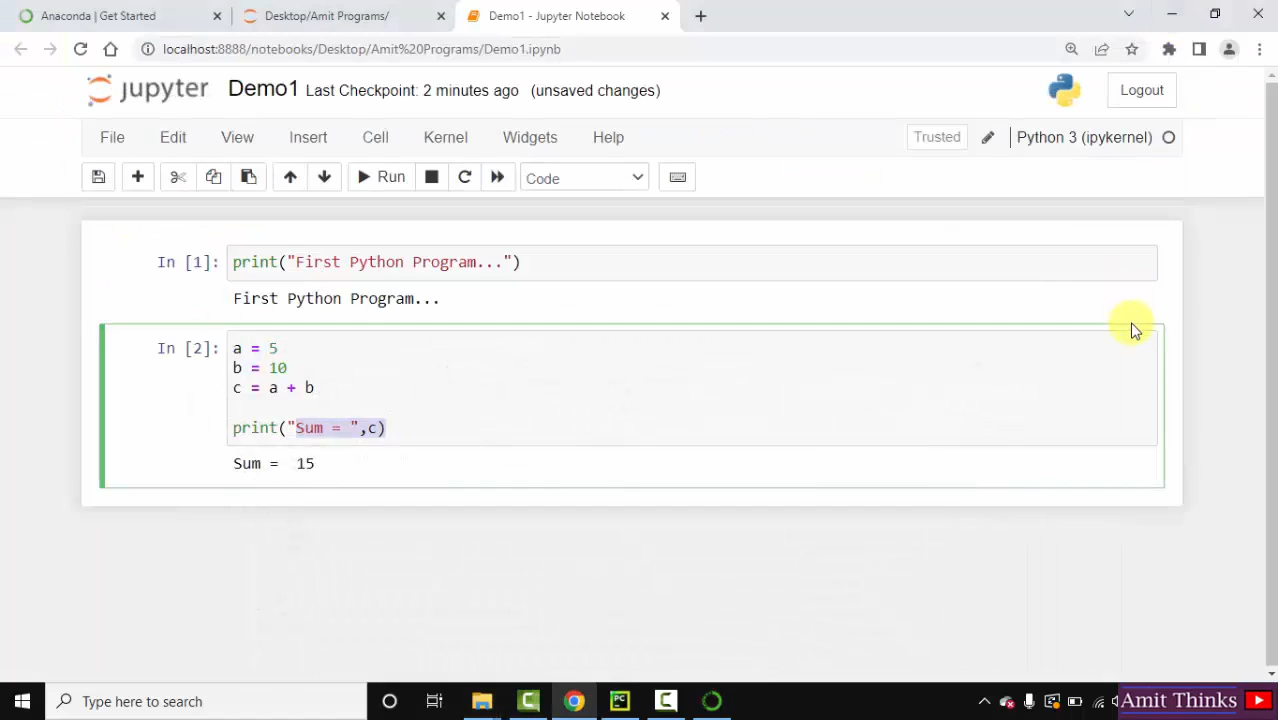 Anaconda | Get Started
Desktop/Amit Programs/
Demo1 - Jupyter Notebook
localhost:8888/notebooks/Desktop/Amit%20Programs/Demo1.ipynb
jupyter Demo1 Last Checkpoint: 2 minutes ago (unsaved changes)
Logout
File Edit View Insert Cell Kernel Widgets Help
Trusted
Python 3 (ipykernel)
Run
Code
In [1]: print("First Python Program...")
First Python Program...
In [2]: a = 5
b = 10
c = a + b
print("Sum = ",c)
Sum =  15
Type here to search
PC
Amit Thinks